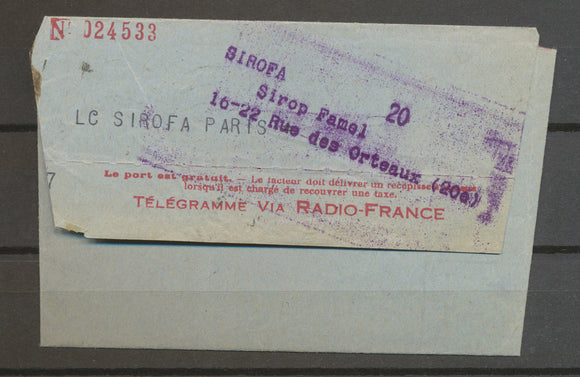 N° 024533
SIROFA
20
Sirop Famel
16-22 Rue des Orteaux (20e)
LC SIROFA PARIS
7
Le port est gratuit. — Le facteur doit délivrer un récépissé
lorsqu'il est chargé de recouvrer une taxe.
TÉLÉGRAMME VIA RADIO-FRANCE